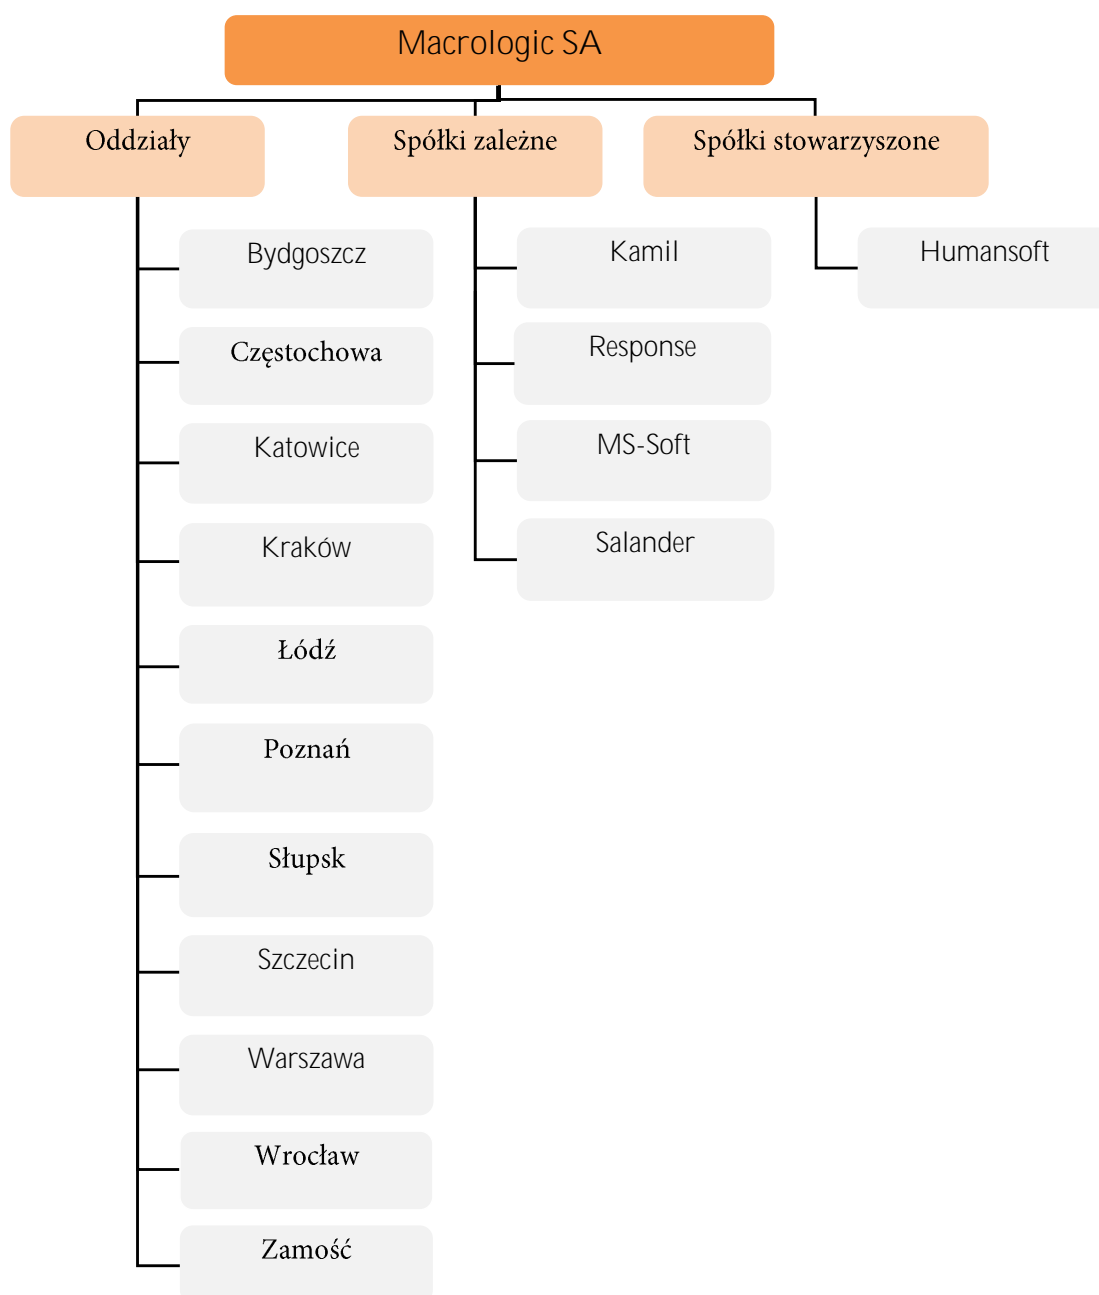 Macrologic SA
Oddziały
Spółki zależne
Spółki stowarzyszone
Bydgoszcz
Częstochowa
Katowice
Kraków
Łódź
Poznań
Słupsk
Szczecin
Warszawa
Wrocław
Zamość
Kamil
Response
MS-Soft
Salander
Humansoft